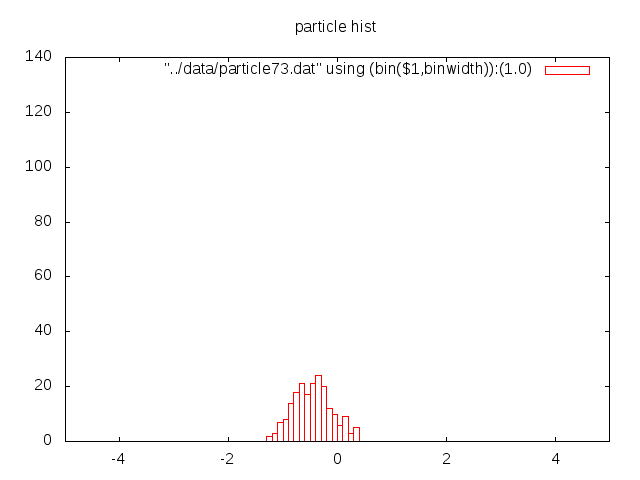 particle hist
"../data/particle73.dat" using (bin($1,binwidth)):(1.0)
140
120
100
80
60
40
20
0
-4 -2 0 2 4